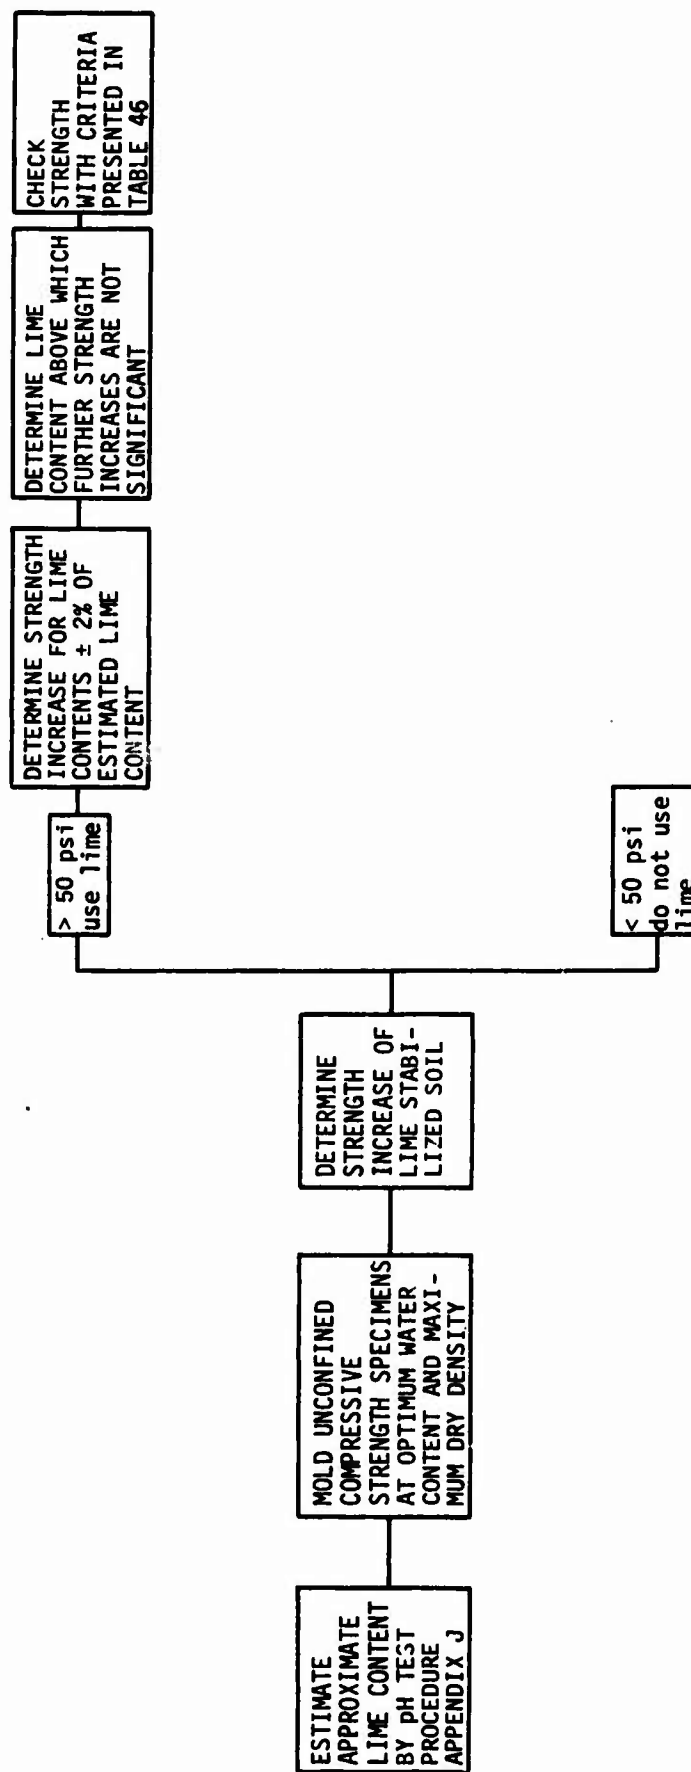 ESTIMATE
APPROXIMATE
LIME CONTENT
BY pH TEST
PROCEDURE
APPENDIX J
MOLD UNCONFINED
COMPRESSIVE
STRENGTH SPECIMENS
AT OPTIMUM WATER
CONTENT AND MAXI-
MUM DRY DENSITY
DETERMINE
STRENGTH
INCREASE OF
LIME STABI-
LIZED SOIL
> 50 psi
use lime
DETERMINE STRENGTH
INCREASE FOR LIME
CONTENTS ± 2% OF
ESTIMATED LIME
CONTENT
DETERMINE LIME
CONTENT ABOVE WHICH
FURTHER STRENGTH
INCREASES ARE NOT
SIGNIFICANT
CHECK
STRENGTH
WITH CRITERIA
PRESENTED IN
TABLE 46
< 50 psi
do not use
lime